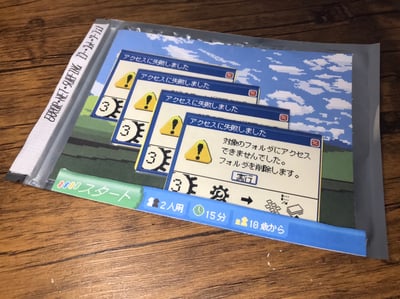 アクセスに失敗しました
アクセスに失敗しました
アクセスに失敗しました
アクセスに失敗しました
対象のフォルダにアクセス
できませんでした。
フォルダを削除します。
3
3
3
スタート
2人用
15分
18歳から